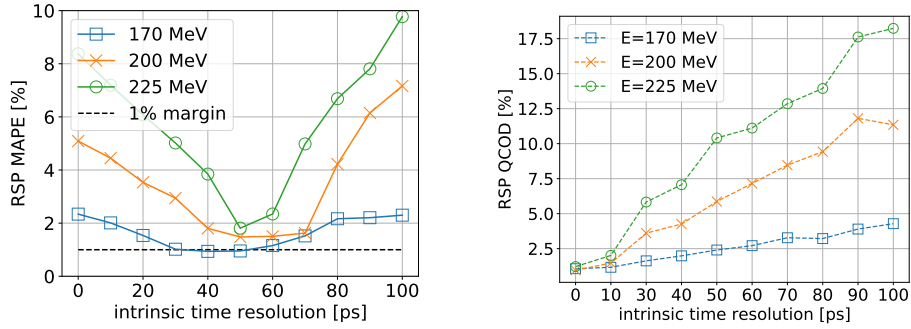 10
8
6
4
2
0
RSP MAPE [%]
170 MeV
200 MeV
225 MeV
1% margin
0 20 40 60 80 100
intrinsic time resolution [ps]
17.5
15.0
12.5
10.0
7.5
5.0
2.5
RSP QCOD [%]
E=170 MeV
E=200 MeV
E=225 MeV
0 10 20 30 40 50 60 70 80 90 100
intrinsic time resolution [ps]